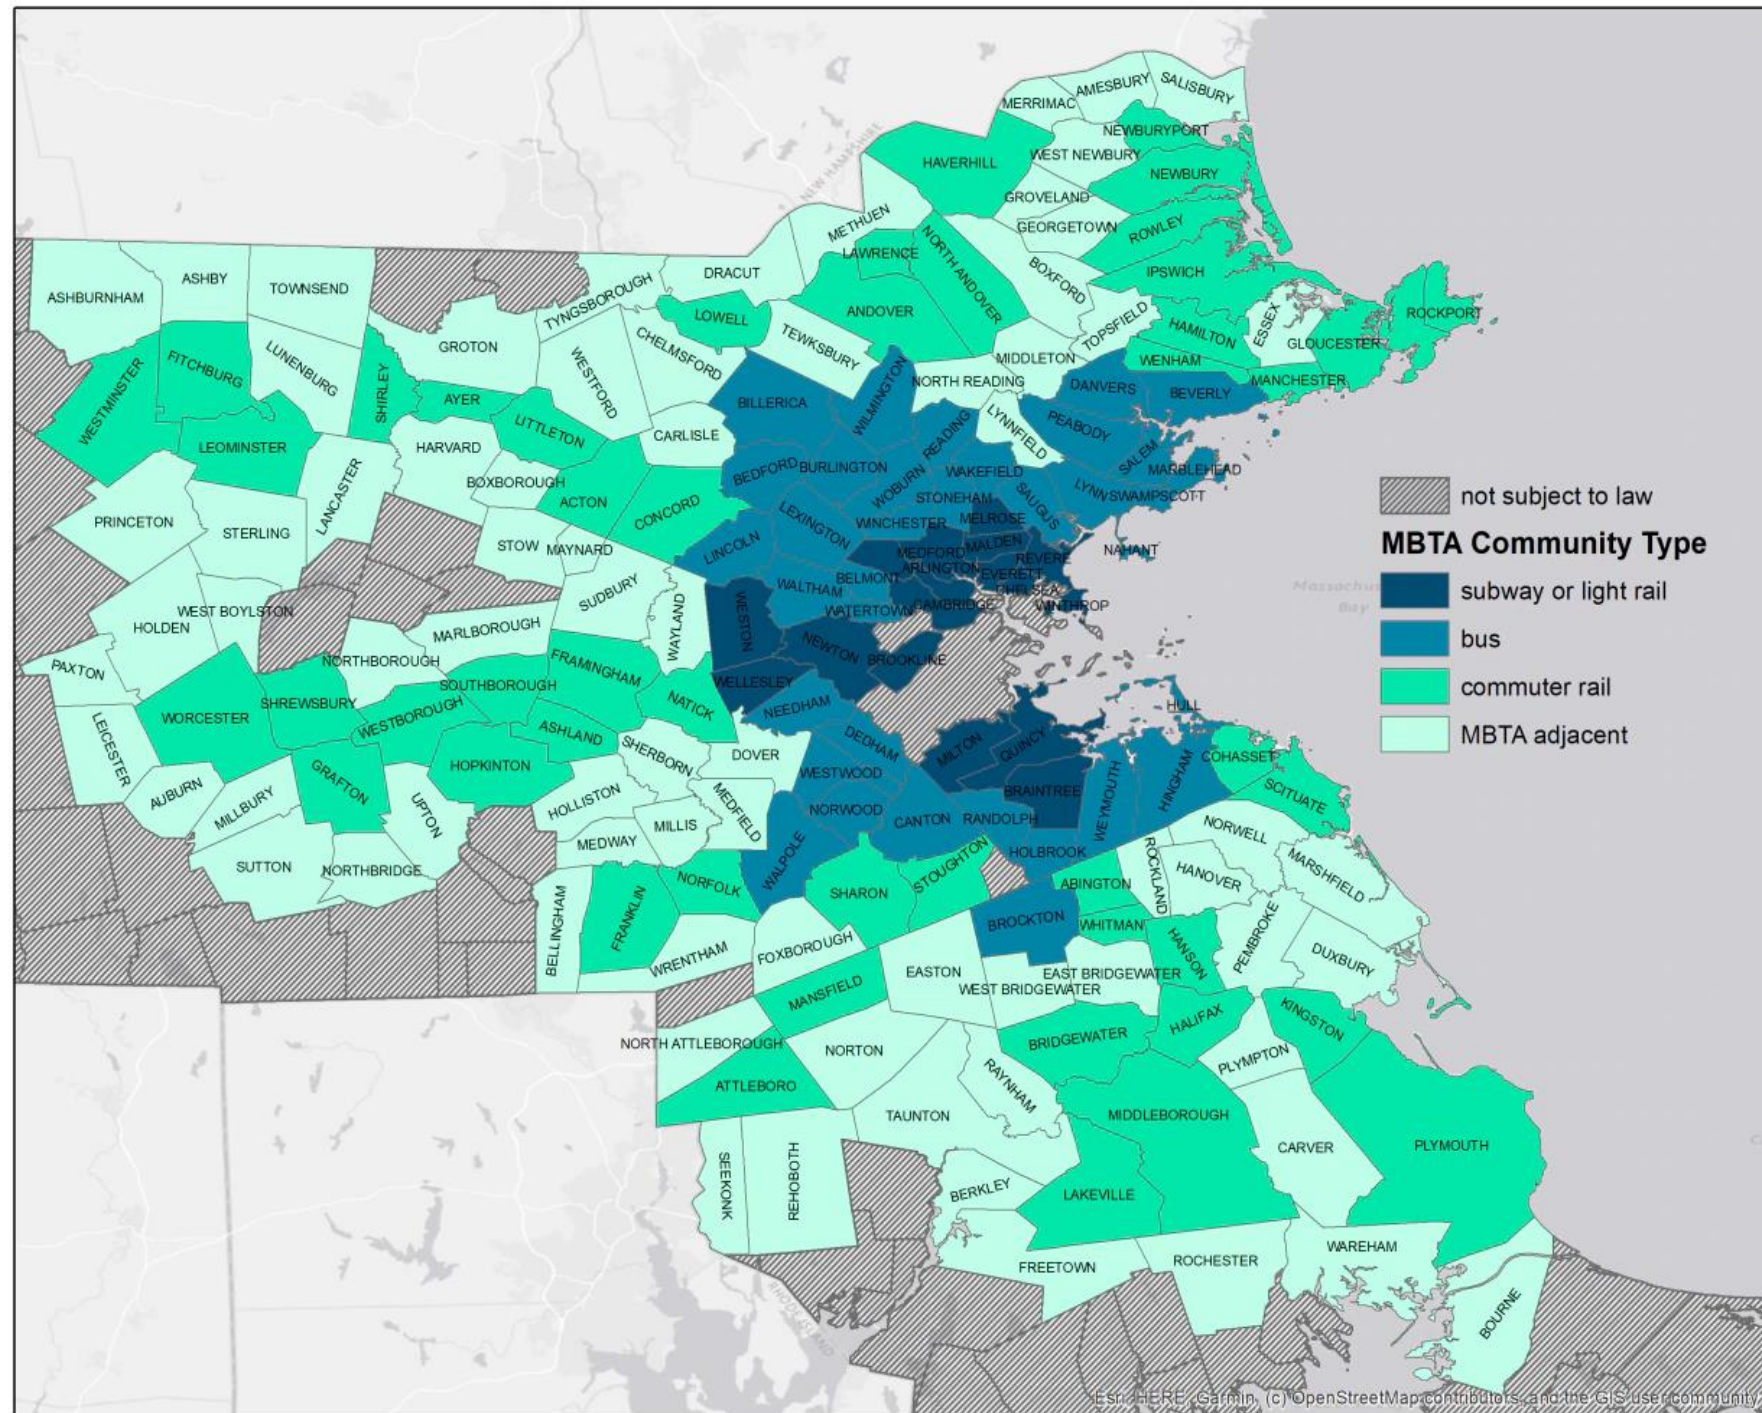 MERRIMAC
AMESBURY
SALISBURY
NEWBURYPORT
HAVERHILL
WEST NEWBURY
NEWBURY
GROVELAND
GEORGETOWN
ROWLEY
NEW HAMPSHIRE
METHUEN
LAWRENCE
NORTH ANDOVER
BOXFORD
IPSWICH
ASHBURNHAM
ASHBY
TOWNSEND
TYNGSBOROUGH
DRACUT
LOWELL
ANDOVER
TOPSFIELD
HAMILTON
ESSEX
ROCKPORT
GLOUCESTER
GROTON
CHELMSFORD
TEWKSBURY
MIDDLETON
WENHAM
MANCHESTER
WESTMINSTER
FITCHBURG
LUNENBURG
SHIRLEY
AYER
WESTFORD
BILLERICA
WILMINGTON
NORTH READING
DANVERS
BEVERLY
LEOMINSTER
HARVARD
LITTLETON
CARLISLE
READING
LYNNFIELD
PEABODY
SALEM
MARBLEHEAD
BEDFORD
BURLINGTON
WOBURN
WAKEFIELD
LANCASTER
BOXBOROUGH
ACTON
CONCORD
STONEHAM
SAUGUS
LYNN
SWAMPSCOTT
not subject to law
PRINCETON
STERLING
STOW
MAYNARD
LINCOLN
LEXINGTON
WINCHESTER
MELROSE
MEDFORD
MALDEN
REVERE
NAHANT
MBTA Community Type
ARLINGTON
EVERETT
CHELSEA
WINTHROP
BELMONT
WALTHAM
WATERTOWN
CAMBRIDGE
subway or light rail
Bay
HOLDEN
WEST BOYLSTON
SUDBURY
WAYLAND
WESTON
NEWTON
BROOKLINE
bus
MARLBOROUGH
NORTHBOROUGH
PAXTON
SOUTHBOROUGH
FRAMINGHAM
WELLESLEY
commuter rail
WORCESTER
SHREWSBURY
WESTBOROUGH
NATICK
NEEDHAM
HULL
MBTA adjacent
LEICESTER
ASHLAND
SHERBORN
DOVER
DEDHAM
MILTON
QUINCY
COHASSET
AUBURN
MILLBURY
GRAFTON
HOPKINTON
UPTON
HOLLISTON
MEDFIELD
WESTWOOD
BRAINTREE
WEYMOUTH
HINGHAM
SCITUATE
MEDWAY
MILLIS
NORWOOD
CANTON
RANDOLPH
NORWELL
SUTTON
NORTHBRIDGE
WALPOLE
HOLBROOK
ROCKLAND
HANOVER
MARSHFIELD
BELLINGHAM
FRANKLIN
NORFOLK
SHARON
STOUGHTON
ABINGTON
WRENTHAM
FOXBOROUGH
BROCKTON
WHITMAN
HANSON
PEMBROKE
DUXBURY
EASTON
EAST BRIDGEWATER
WEST BRIDGEWATER
MANSFIELD
NORTH ATTLEBOROUGH
NORTON
BRIDGEWATER
HALIFAX
KINGSTON
ATTLEBORO
RAYNHAM
PLYMPTON
TAUNTON
MIDDLEBOROUGH
CARVER
PLYMOUTH
SEEKONK
REHOBOTH
BERKLEY
LAKEVILLE
FREETOWN
ROCHESTER
WAREHAM
BOURNE
RHODE ISLAND
Esri, HERE, Garmin, (c) OpenStreetMap contributors, and the GIS user community